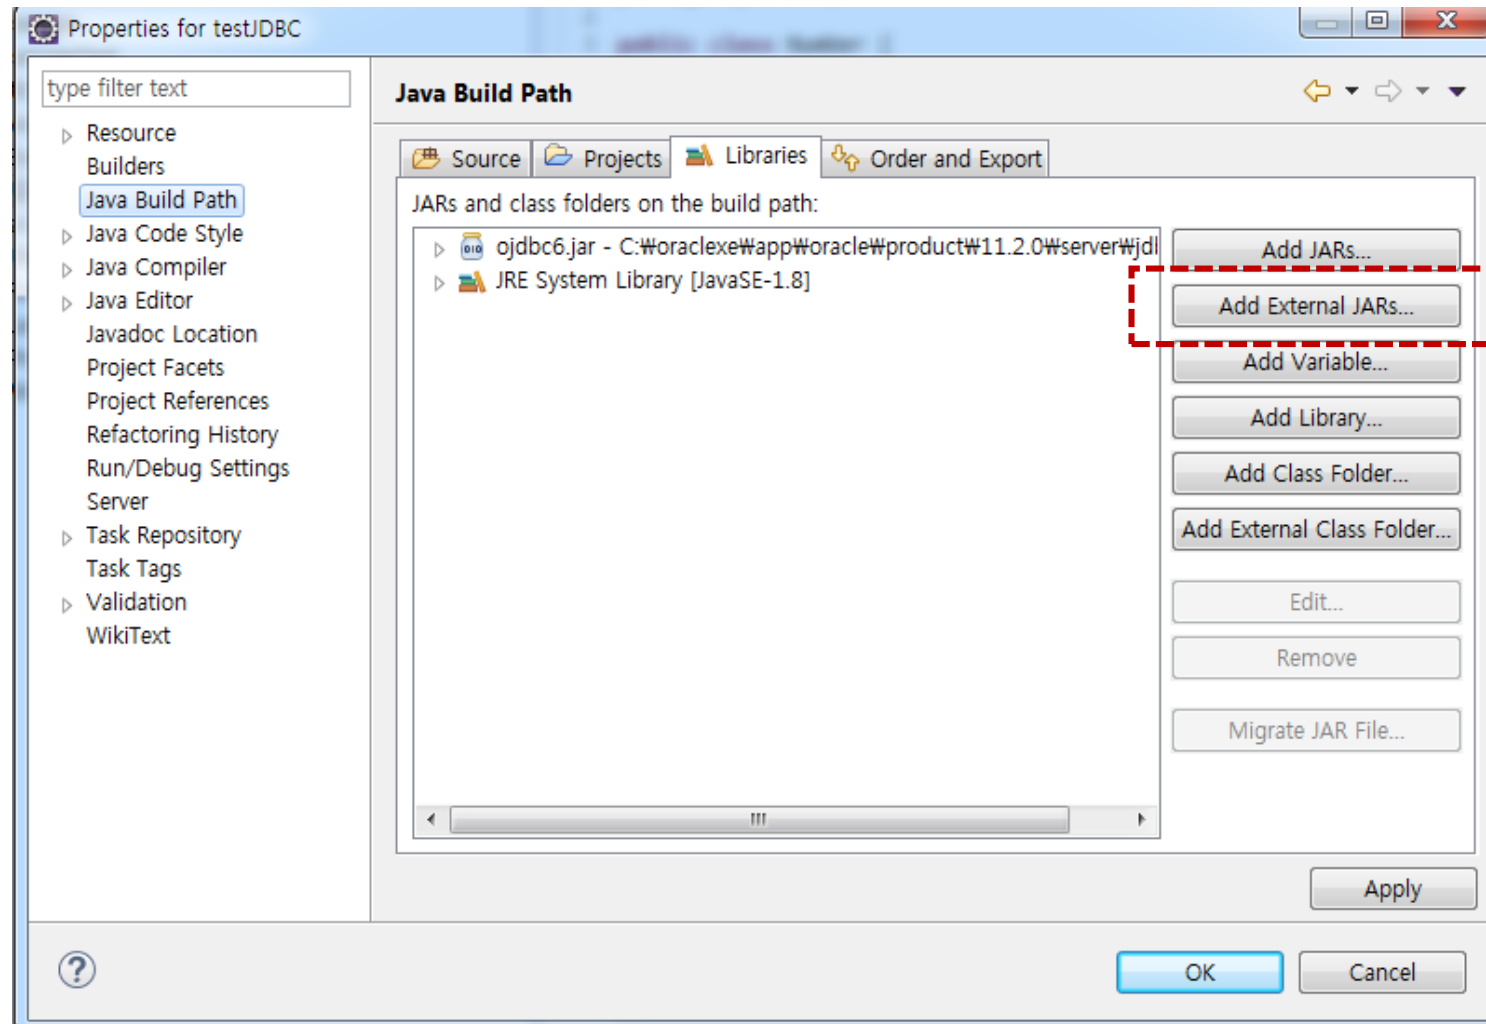 Properties for testJDBC
public class Number {
type filter text
Resource
Builders
Java Build Path
Java Code Style
Java Compiler
Java Editor
Javadoc Location
Project Facets
Project References
Refactoring History
Run/Debug Settings
Server
Task Repository
Task Tags
Validation
WikiText
Java Build Path
Source
Projects
Libraries
Order and Export
JARs and class folders on the build path:
ojdbc6.jar - C:₩oraclexe₩app₩oracle₩product₩11.2.0₩server₩jd
JRE System Library [JavaSE-1.8]
Add JARs...
Add External JARs...
Add Variable...
Add Library...
Add Class Folder...
Add External Class Folder...
Edit...
Remove
Migrate JAR File...
Apply
OK
Cancel